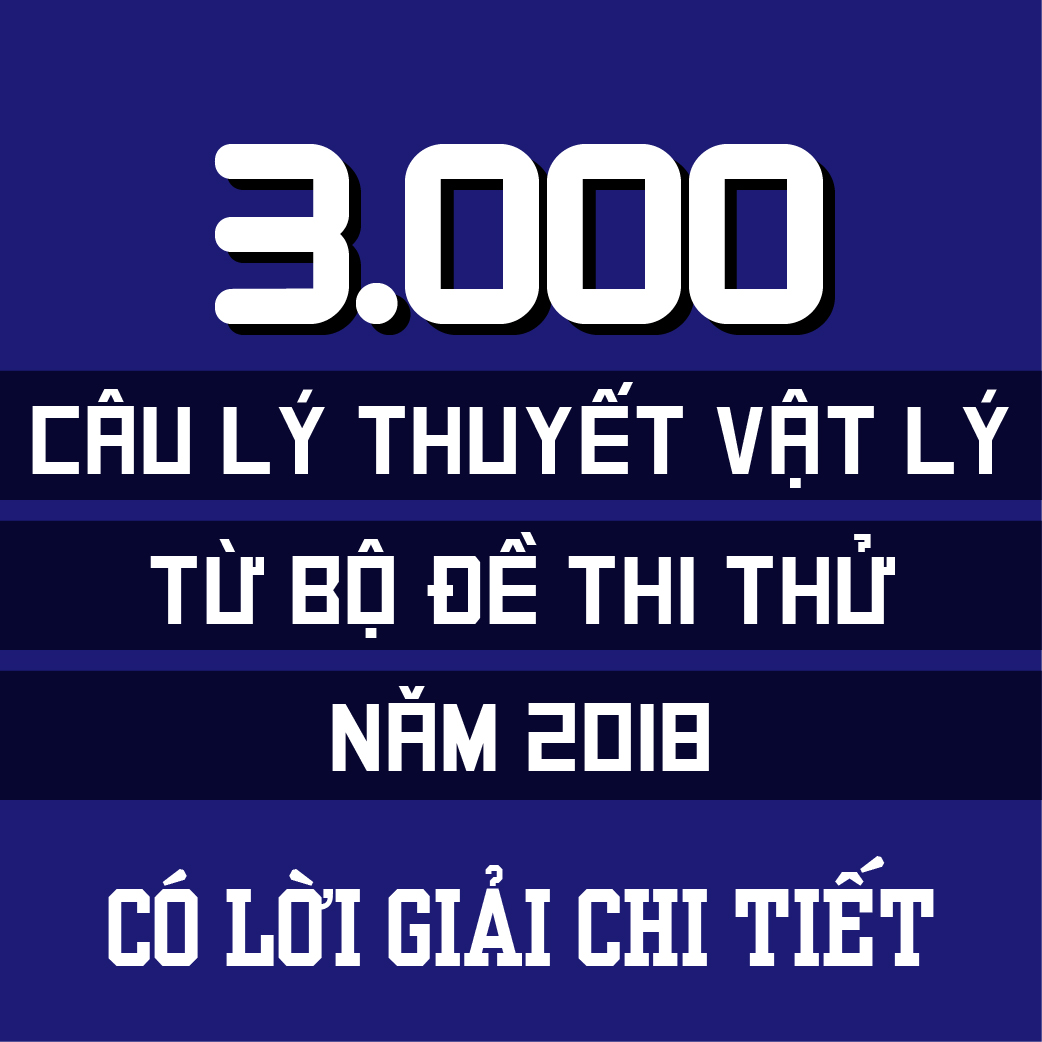 3.000
CÂU LÝ THUYẾT VẬT LÝ
TỪ BỘ ĐỀ THI THỬ
NĂM 2018
CÓ LỜI GIẢI CHI TIẾT